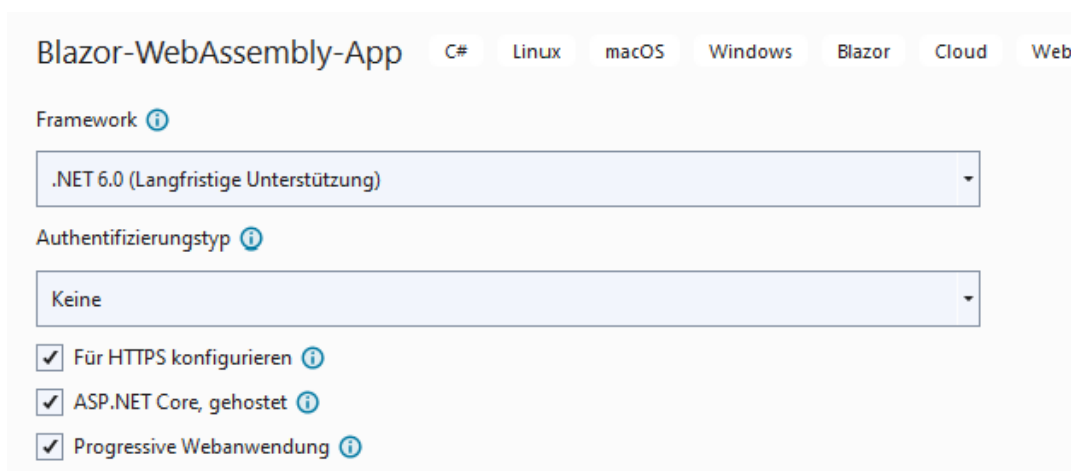 Blazor-WebAssembly-App C# Linux macOS Windows Blazor Cloud Web
Framework
.NET 6.0 (Langfristige Unterstützung)
Authentifizierungstyp
Keine
Für HTTPS konfigurieren
ASP.NET Core, gehostet
Progressive Webanwendung